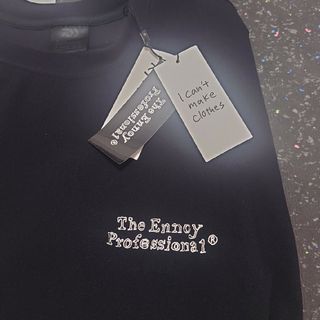 The Ennoy
Professional®
I can't
make
clothes
The Ennoy
Professional®